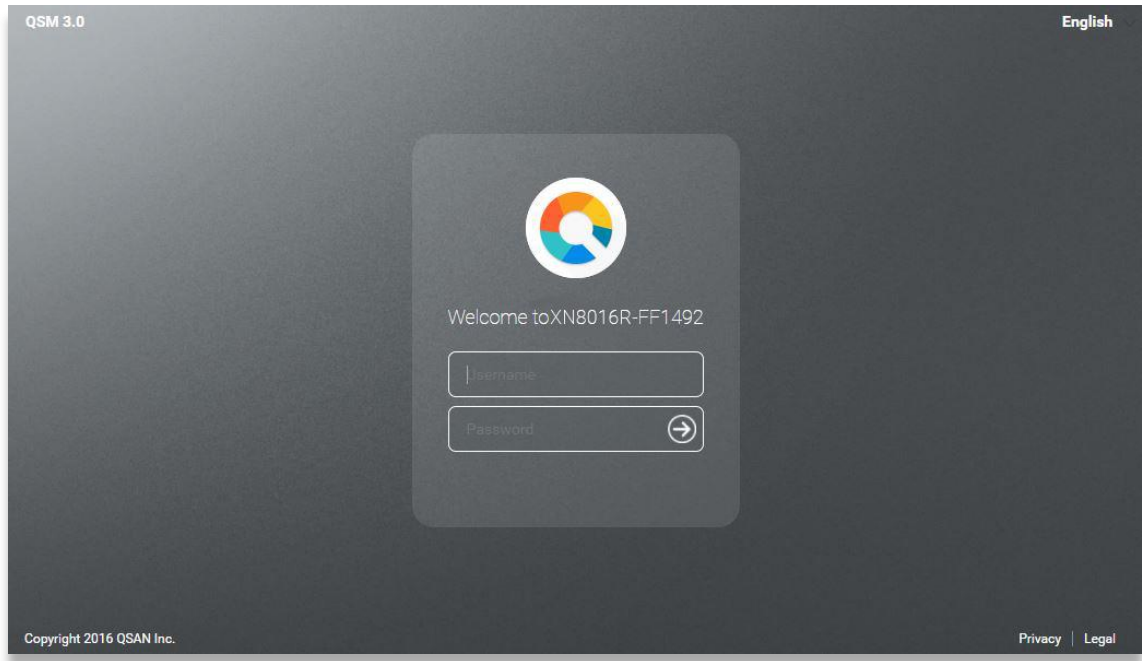 QSM 3.0
English
Welcome toXN8016R-FF1492
Username
Password
Copyright 2016 QSAN Inc.
Privacy | Legal